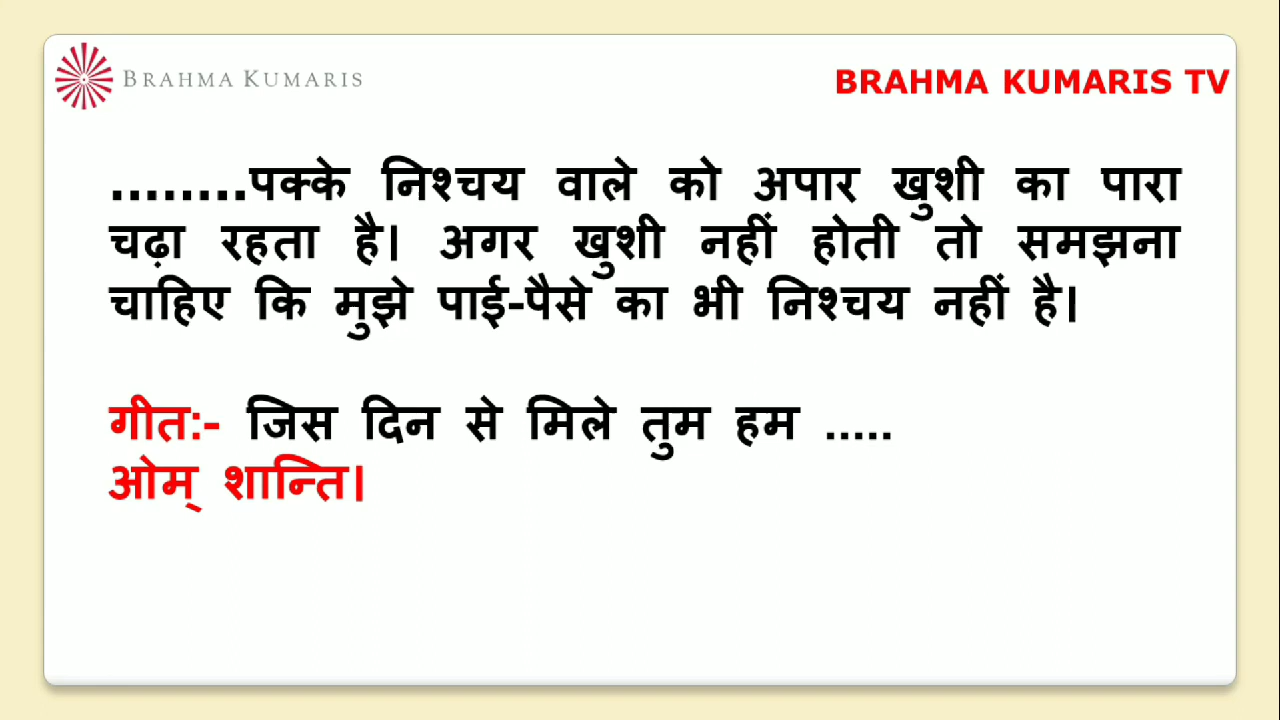 BRAHMA KUMARIS
BRAHMA KUMARIS TV
........पक्के निश्चय वाले को अपार खुशी का पारा
चढ़ा रहता है। अगर खुशी नहीं होती तो समझना
चाहिए कि मुझे पाई-पैसे का भी निश्चय नहीं है।
गीत:- जिस दिन से मिले तुम हम .....
ओम् शान्ति।